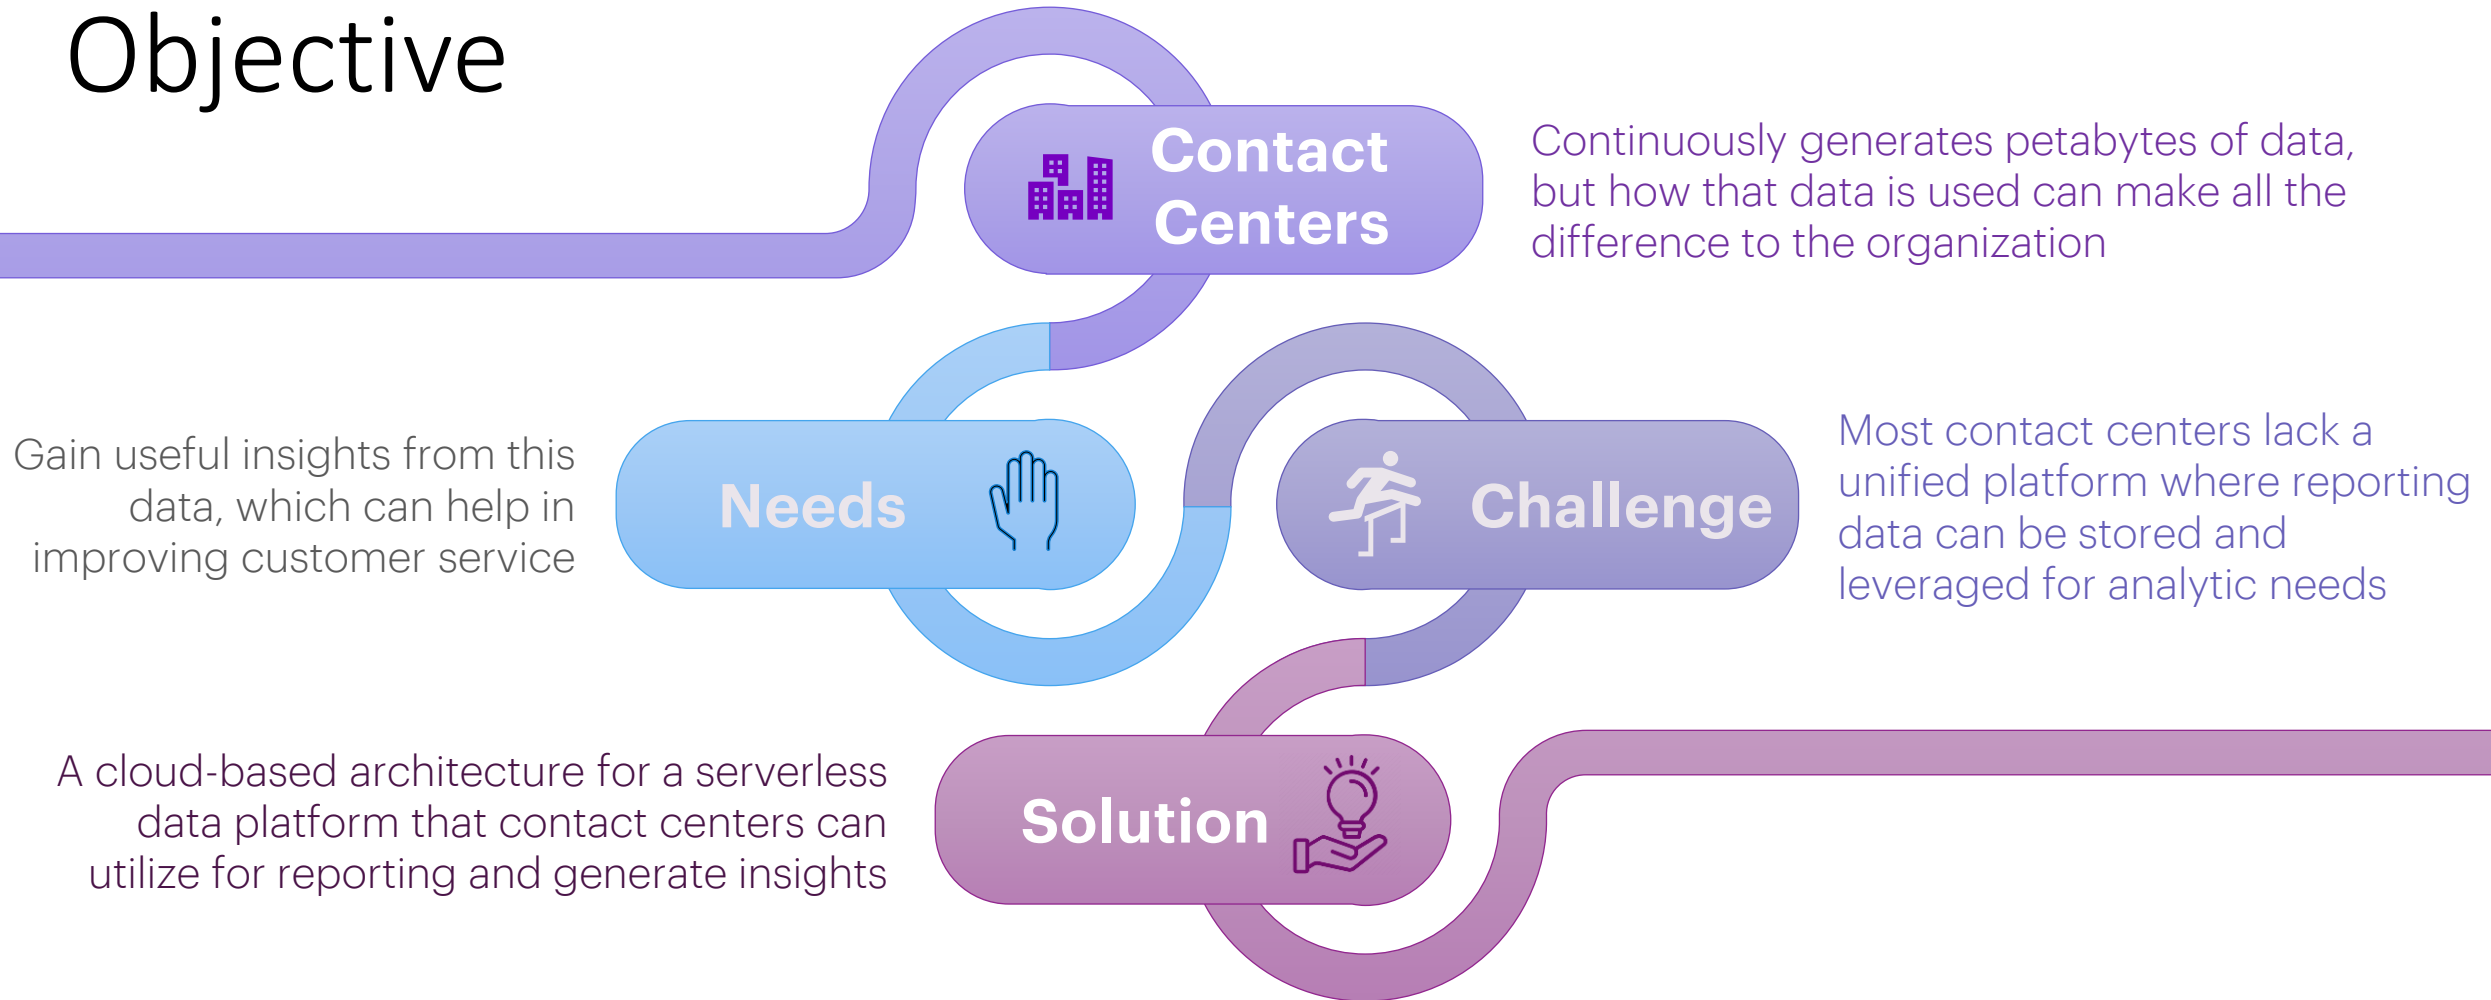 Objective
Contact
Centers
Continuously generates petabytes of data,
but how that data is used can make all the
difference to the organization
Gain useful insights from this
data, which can help in
improving customer service
Needs
Challenge
Most contact centers lack a
unified platform where reporting
data can be stored and
leveraged for analytic needs
A cloud-based architecture for a serverless
data platform that contact centers can
utilize for reporting and generate insights
Solution